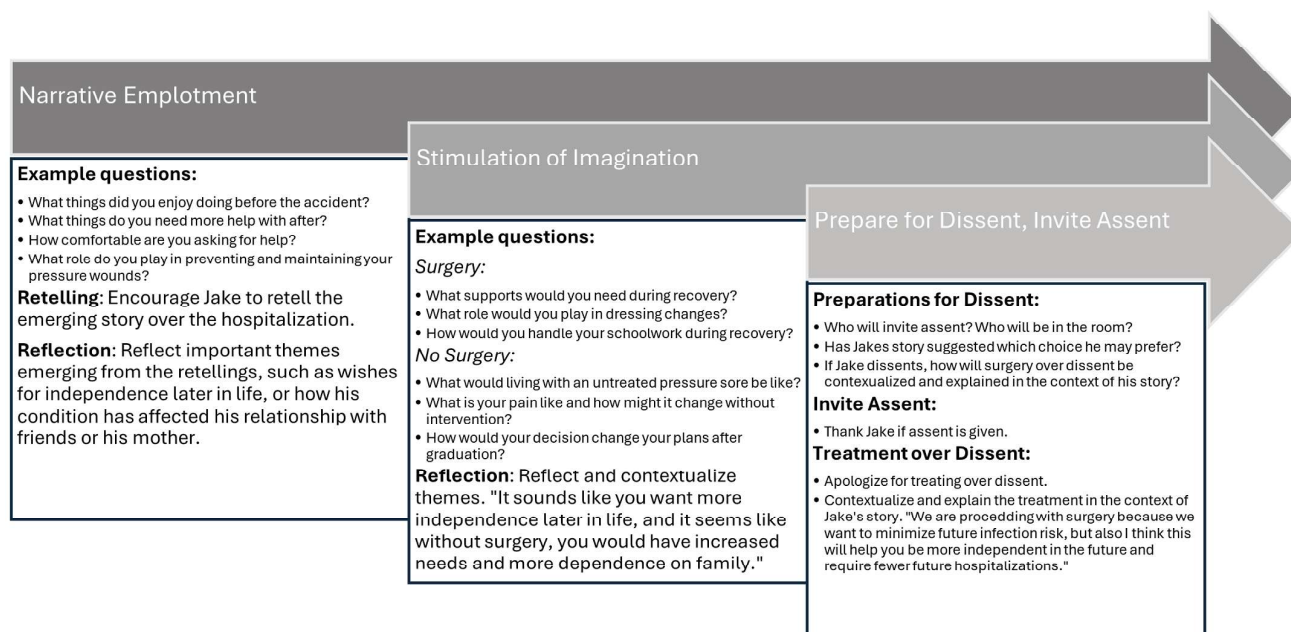 Narrative Emplotment
Example questions:
• What things did you enjoy doing before the accident?
• What things do you need more help with after?
• How comfortable are you asking for help?
• What role do you play in preventing and maintaining your
pressure wounds?
Retelling: Encourage Jake to retell the
emerging story over the hospitalization.
Reflection: Reflect important themes
emerging from the retellings, such as wishes
for independence later in life, or how his
condition has affected his relationship with
friends or his mother.
Stimulation of Imagination
Example questions:
Surgery:
• What supports would you need during recovery?
• What role would you play in dressing changes?
• How would you handle your schoolwork during recovery?
No Surgery:
• What would living with an untreated pressure sore be like?
• What is your pain like and how might it change without
intervention?
• How would your decision change your plans after
graduation?
Reflection: Reflect and contextualize
themes. "It sounds like you want more
independence later in life, and it seems like
without surgery, you would have increased
needs and more dependence on family."
Prepare for Dissent, Invite Assent
Preparations for Dissent:
• Who will invite assent? Who will be in the room?
• Has Jakes story suggested which choice he may prefer?
• If Jake dissents, how will surgery over dissent be
contexualized and explained in the context of his story?
Invite Assent:
• Thank Jake if assent is given.
Treatment over Dissent:
• Apologize for treating over dissent.
• Contextualize and explain the treatment in the context of
Jake's story. "We are procedding with surgery because we
want to minimize future infection risk, but also I think this
will help you be more independent in the future and
require fewer future hospitalizations."